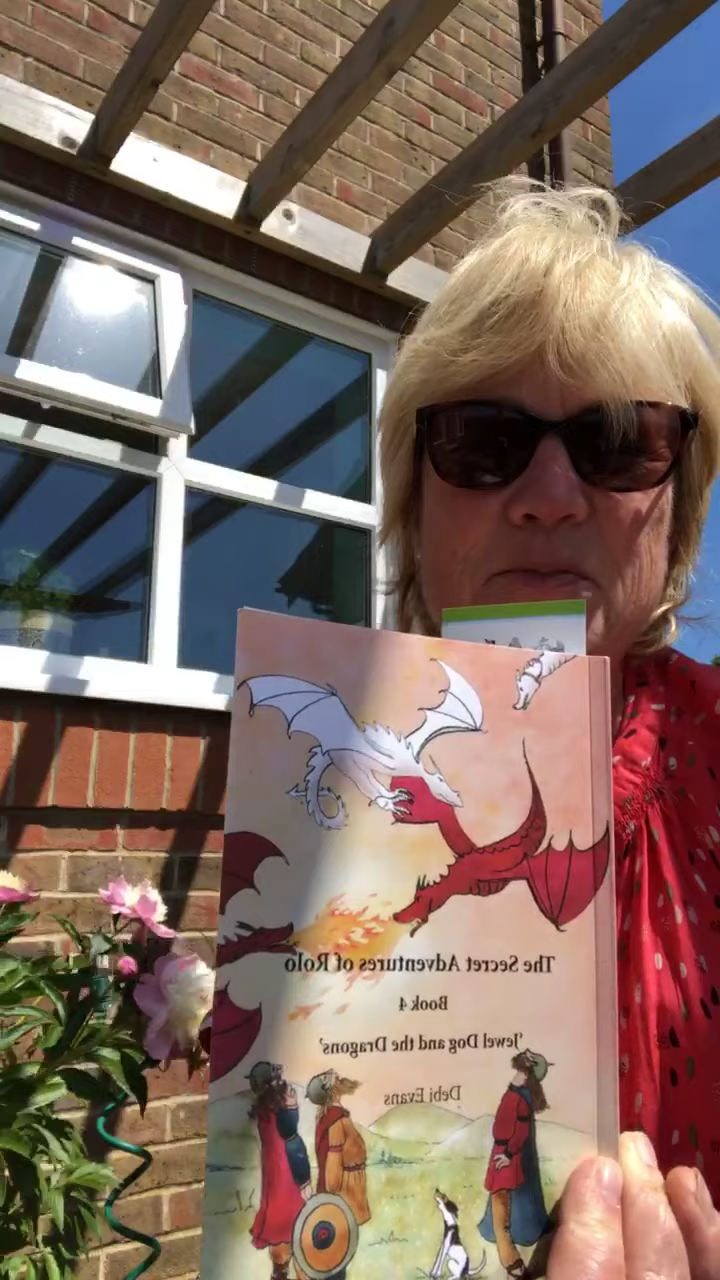 The Secret Adventures of Rolo
Book 4
'Jewel Dog and the Dragons'
Debi Evans